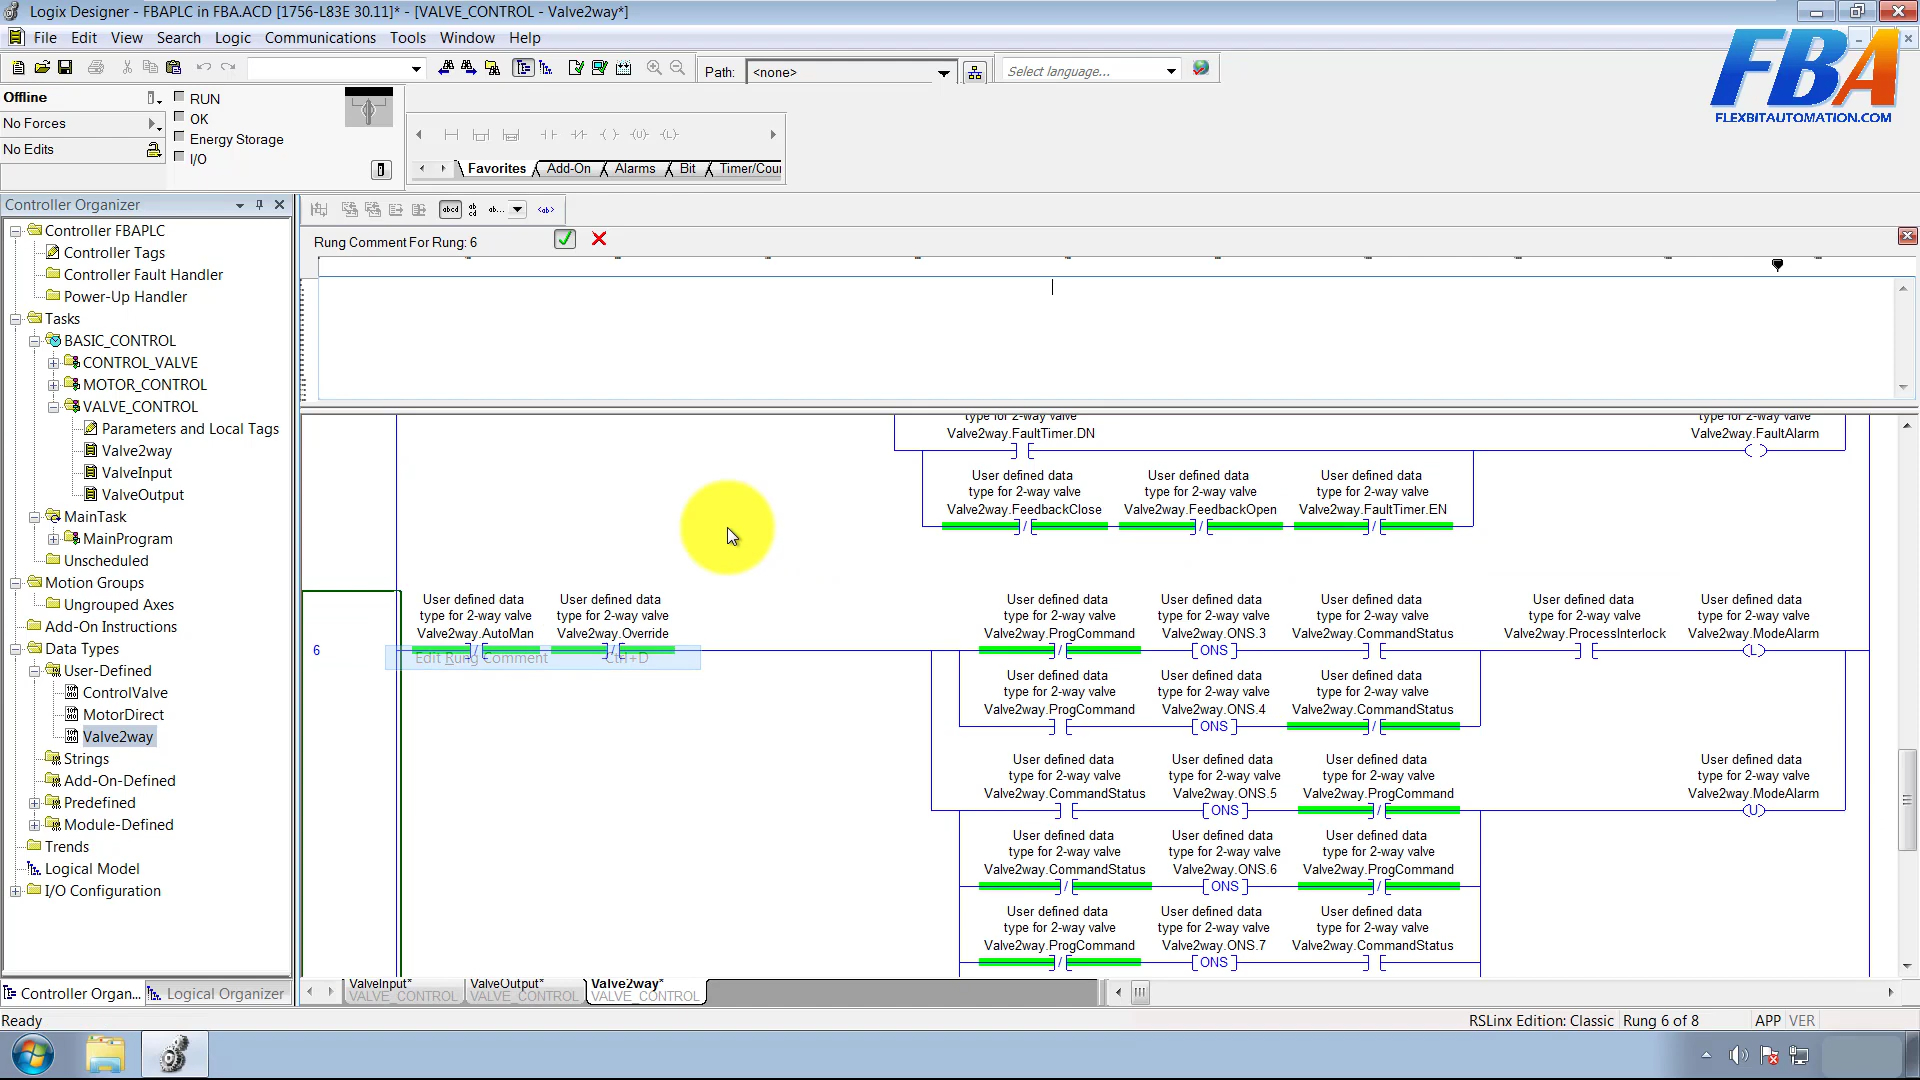 Logix Designer - FBAPLC in FBA.ACD [1756-L83E 30.11]* - [VALVE_CONTROL - Valve2way*]
File Edit View Search Logic Communications Tools Window Help
Path: <none> Select language...
FBA
FLEXBITAUTOMATION.COM
Offline RUN
OK
No Forces
Energy Storage
No Edits
I/O
Favorites Add-On Alarms Bit Timer/Cou
Controller Organizer
Rung Comment For Rung: 6
Controller FBAPLC
Controller Tags
Controller Fault Handler
Power-Up Handler
Tasks
BASIC_CONTROL
CONTROL_VALVE
MOTOR_CONTROL
VALVE_CONTROL
Parameters and Local Tags
Valve2way
ValveInput
ValveOutput
MainTask
MainProgram
Unscheduled
Motion Groups
Ungrouped Axes
Add-On Instructions
Data Types
User-Defined
ControlValve
MotorDirect
Valve2way
Strings
Add-On-Defined
Predefined
Module-Defined
Trends
Logical Model
I/O Configuration
Controller Organ... Logical Organizer
type for 2-way valve type for 2-way valve
Valve2way.FaultTimer.DN Valve2way.FaultAlarm
User defined data User defined data User defined data
type for 2-way valve type for 2-way valve type for 2-way valve
Valve2way.FeedbackClose Valve2way.FeedbackOpen Valve2way.FaultTimer.EN
User defined data User defined data User defined data User defined data User defined data User defined data User defined data
type for 2-way valve type for 2-way valve type for 2-way valve type for 2-way valve type for 2-way valve type for 2-way valve type for 2-way valve
Valve2way.AutoMan Valve2way.Override Valve2way.ProgCommand Valve2way.ONS.3 Valve2way.CommandStatus Valve2way.ProcessInterlock Valve2way.ModeAlarm
6 ONS L
Edit Rung Comment Ctrl+D
User defined data User defined data User defined data
type for 2-way valve type for 2-way valve type for 2-way valve
Valve2way.ProgCommand Valve2way.ONS.4 Valve2way.CommandStatus
ONS
User defined data User defined data User defined data User defined data
type for 2-way valve type for 2-way valve type for 2-way valve type for 2-way valve
Valve2way.CommandStatus Valve2way.ONS.5 Valve2way.ProgCommand Valve2way.ModeAlarm
ONS U
User defined data User defined data User defined data
type for 2-way valve type for 2-way valve type for 2-way valve
Valve2way.CommandStatus Valve2way.ONS.6 Valve2way.ProgCommand
ONS
User defined data User defined data User defined data
type for 2-way valve type for 2-way valve type for 2-way valve
Valve2way.ProgCommand Valve2way.ONS.7 Valve2way.CommandStatus
ONS
ValveInput* ValveOutput* Valve2way*
VALVE_CONTROL VALVE_CONTROL VALVE_CONTROL
Ready RSLinx Edition: Classic Rung 6 of 8 APP VER